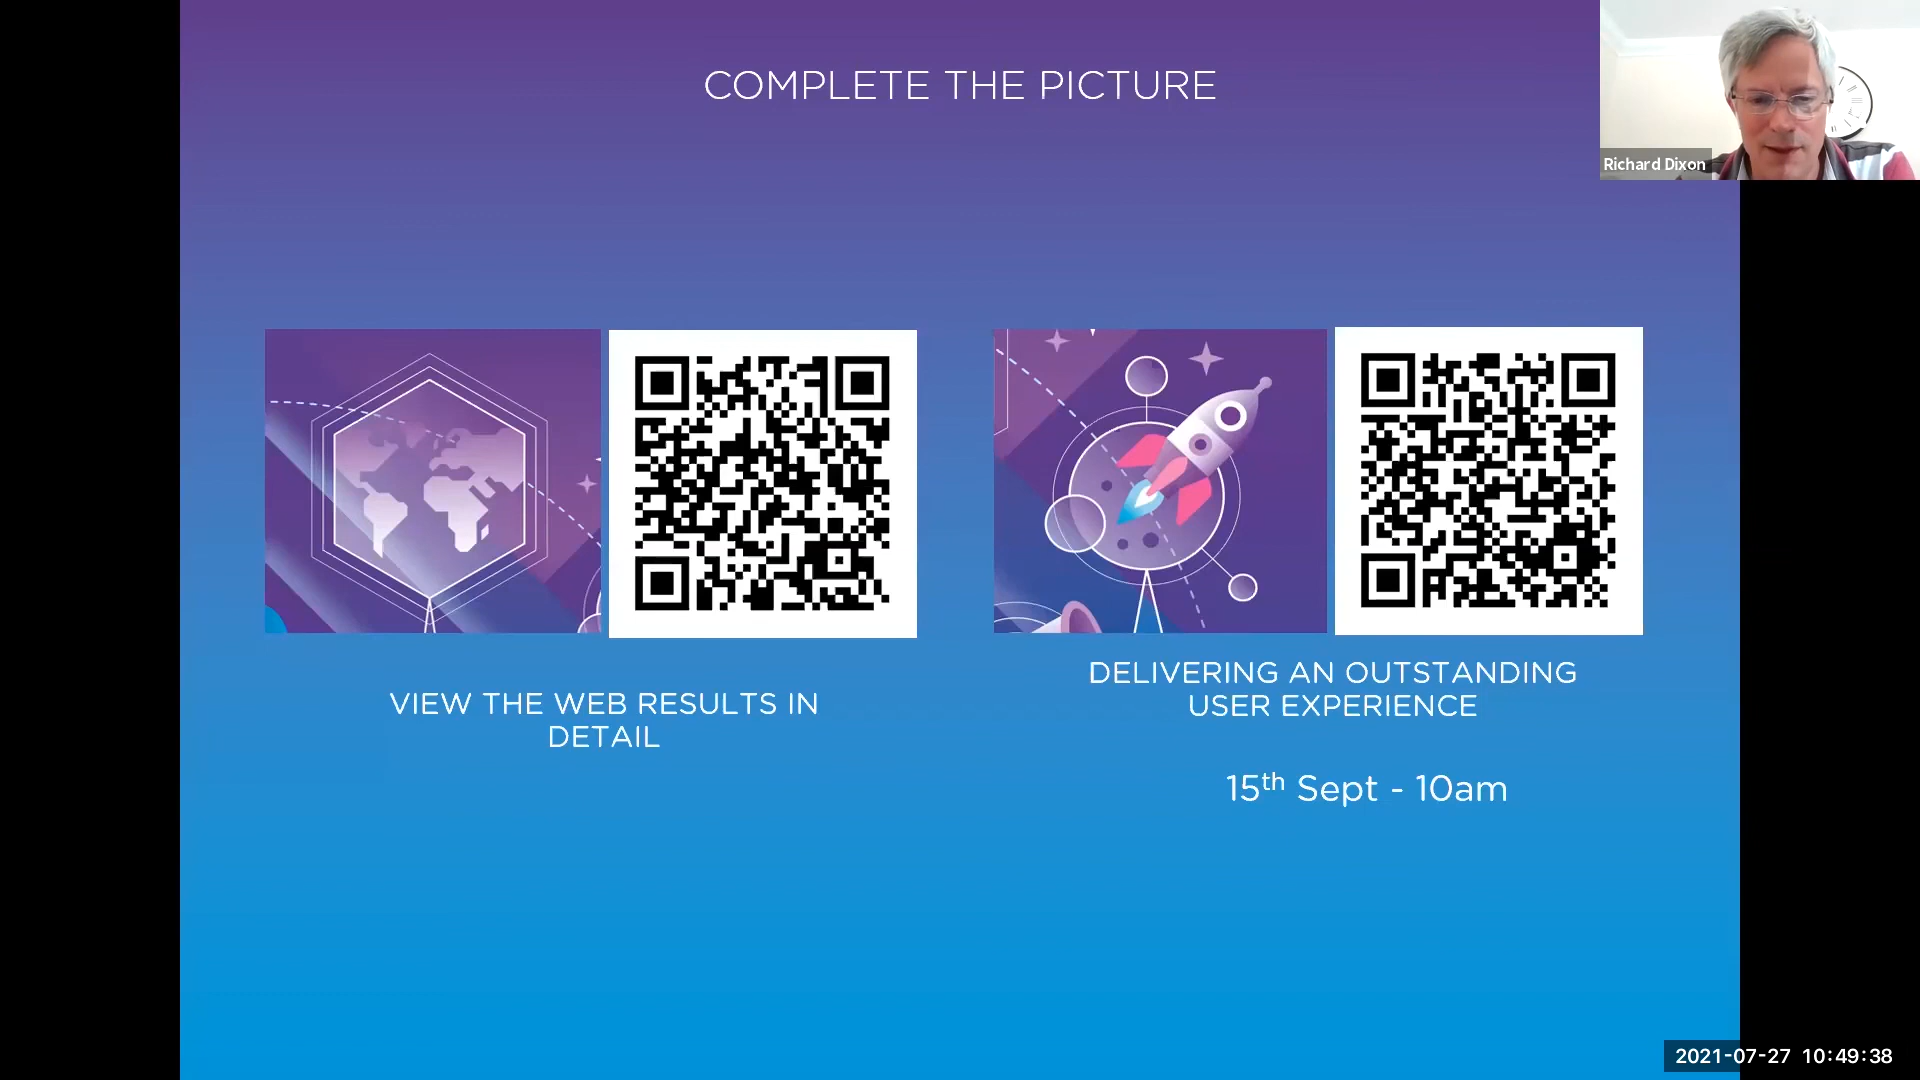 COMPLETE THE PICTURE
Richard Dixon
VIEW THE WEB RESULTS IN
DETAIL
DELIVERING AN OUTSTANDING
USER EXPERIENCE
15th Sept - 10am
2021-07-27 10:49:38